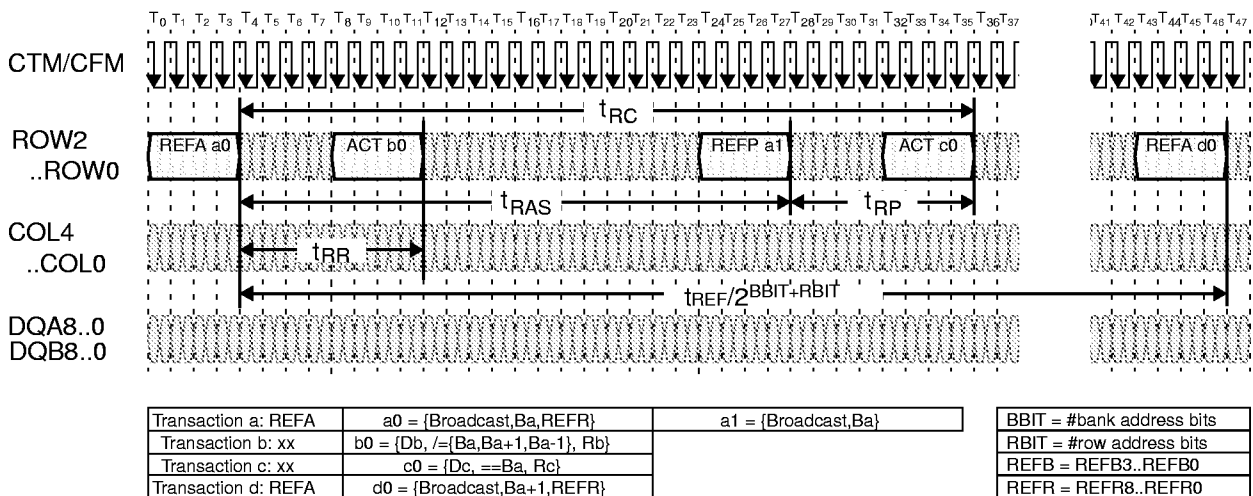 T0 T1 T2 T3 T4 T5 T6 T7 T8 T9 T10 T11 T12 T13 T14 T15 T16 T17 T18 T19 T20 T21 T22 T23 T24 T25 T26 T27 T28 T29 T30 T31 T32 T33 T34 T35 T36 T37 T41 T42 T43 T44 T45 T46 T47
CTM/CFM
tRC
ROW2
..ROW0
REFA a0 ACT b0 REFP a1 ACT c0 REFA d0
tRAS tRP
COL4
..COL0
tRR
tREF/2BBIT+RBIT
DQA8..0
DQB8..0
Transaction a: REFA a0 = {Broadcast,Ba,REFR} a1 = {Broadcast,Ba}
Transaction b: xx b0 = {Db, /={Ba,Ba+1,Ba-1}, Rb}
Transaction c: xx c0 = {Dc, ==Ba, Rc}
Transaction d: REFA d0 = {Broadcast,Ba+1,REFR}
BBIT = #bank address bits
RBIT = #row address bits
REFB = REFB3..REFB0
REFR = REFR8..REFR0